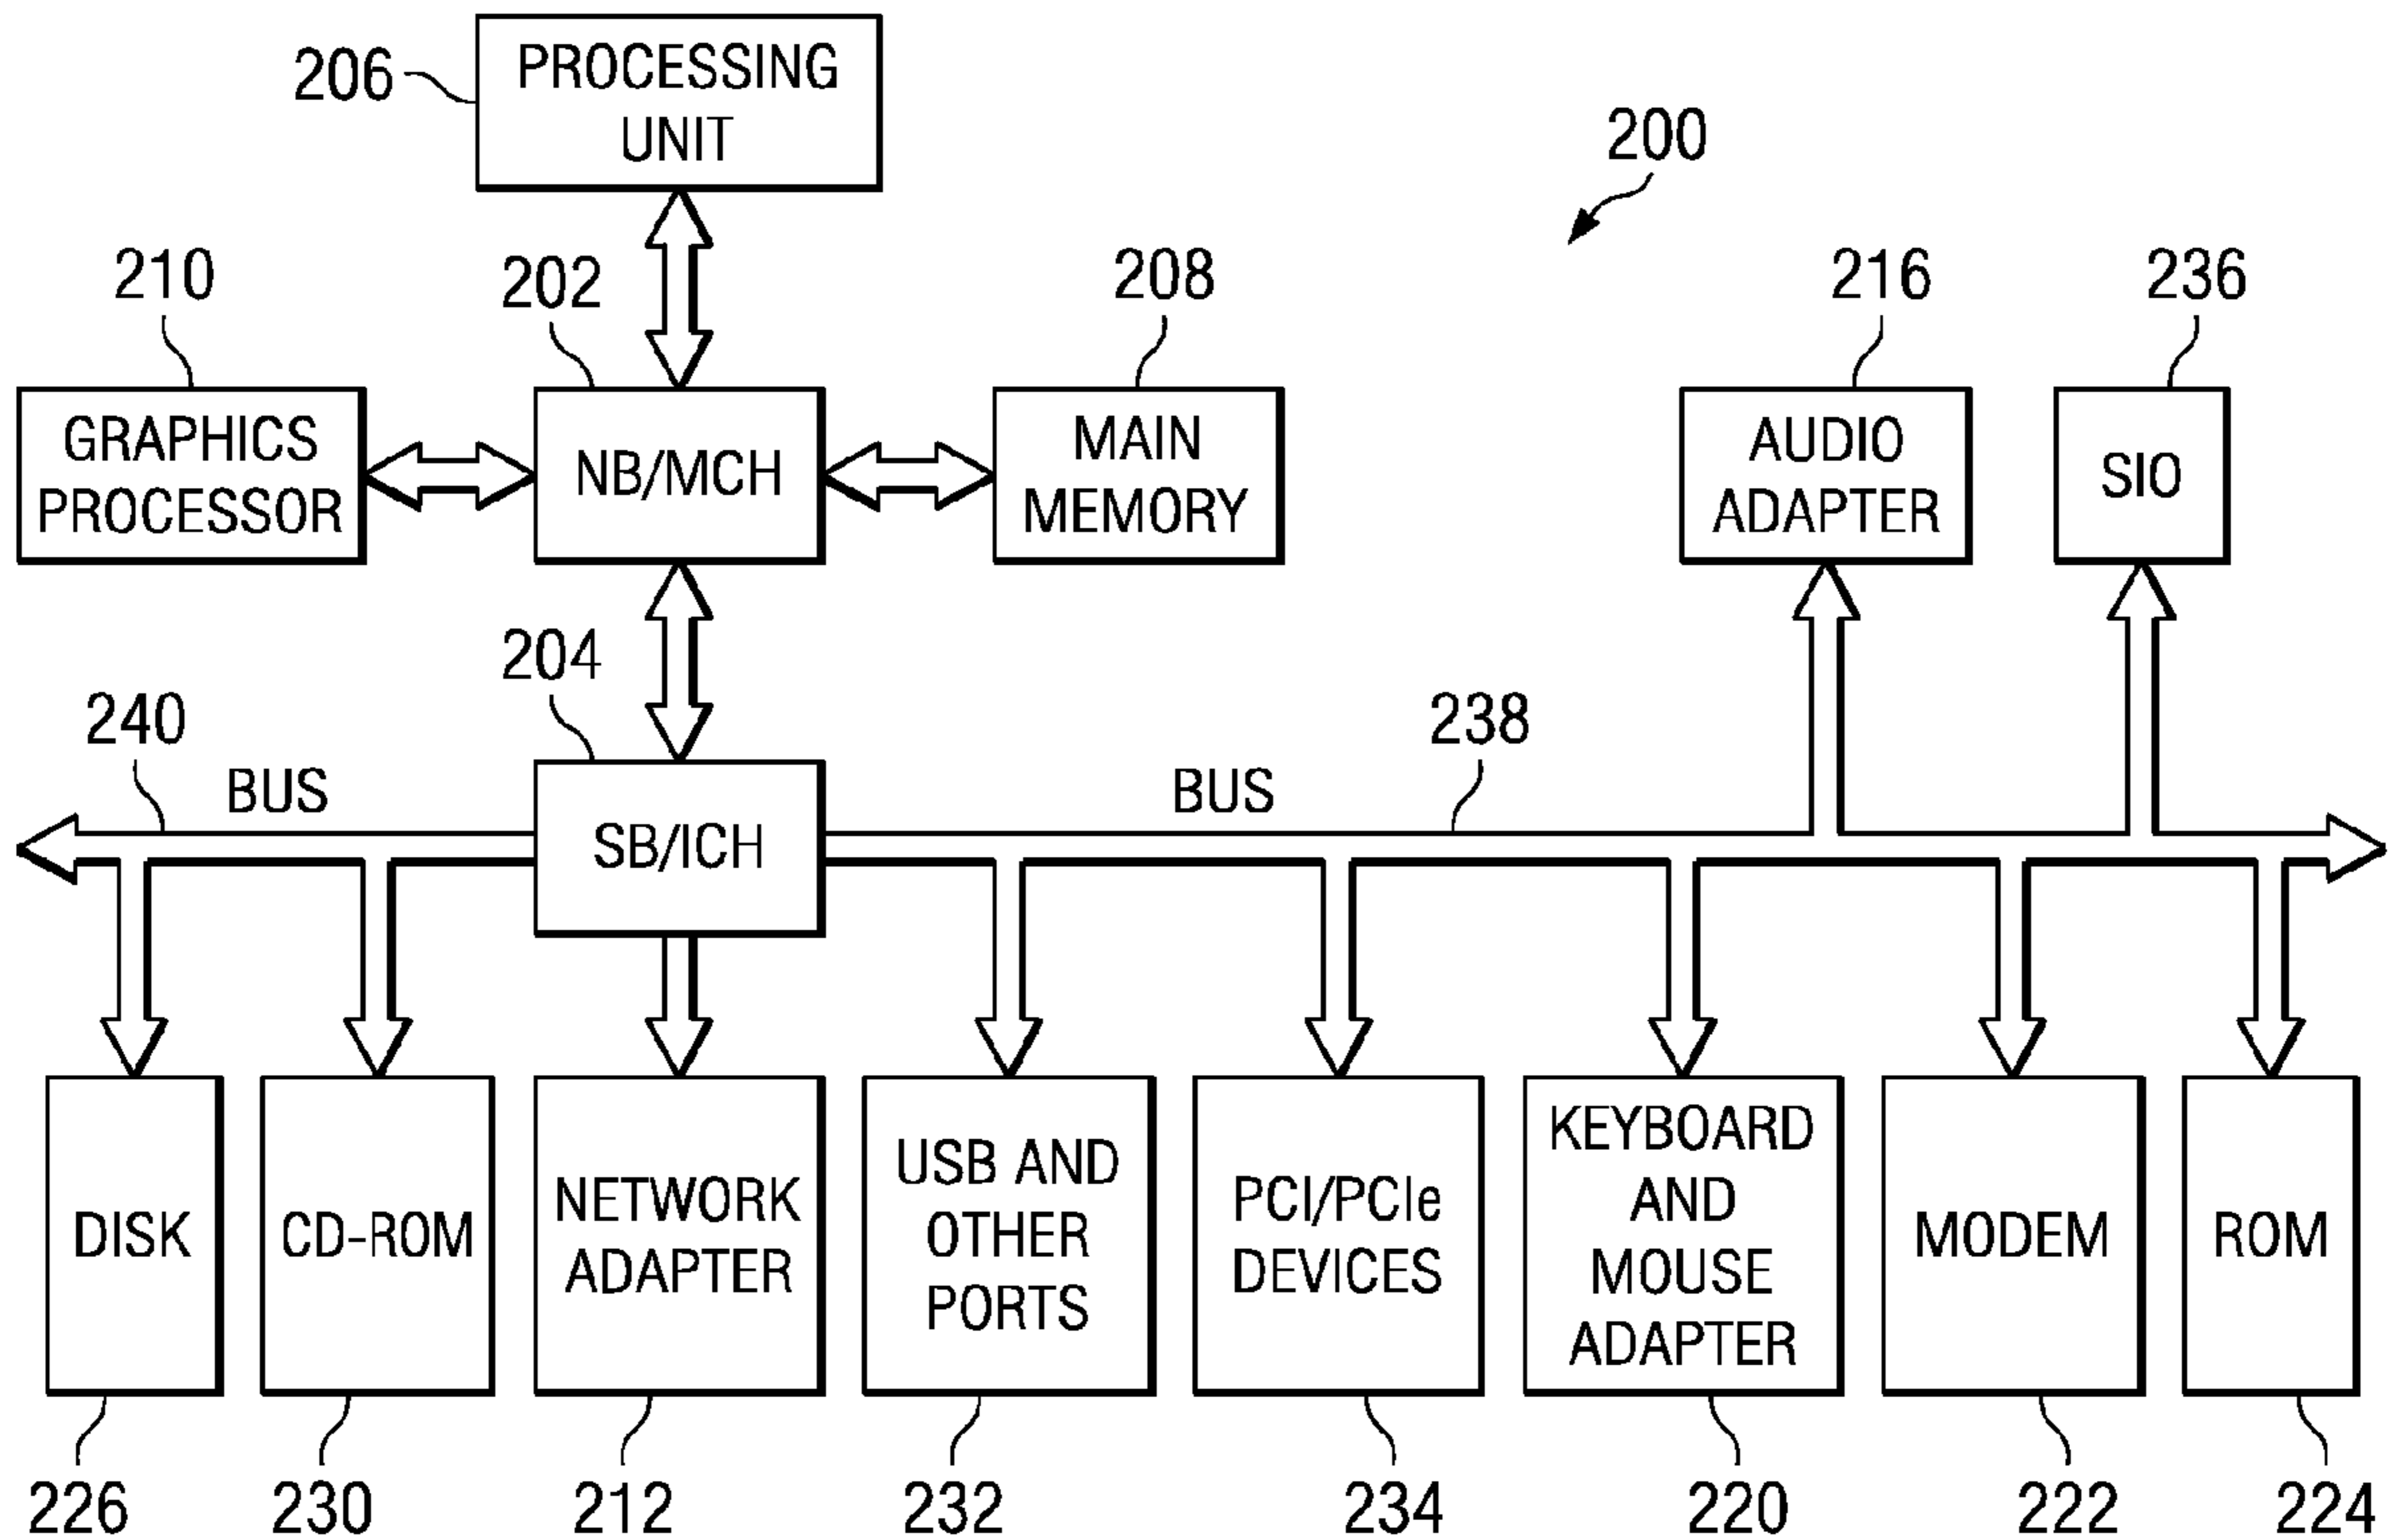 206
PROCESSING
UNIT
200
210
202
208
216
236
GRAPHICS
PROCESSOR
NB/MCH
MAIN
MEMORY
AUDIO
ADAPTER
SIO
204
240
BUS
SB/ICH
BUS
238
DISK
CD-ROM
NETWORK
ADAPTER
USB AND
OTHER
PORTS
PCI/PCIe
DEVICES
KEYBOARD
AND
MOUSE
ADAPTER
MODEM
ROM
226
230
212
232
234
220
222
224